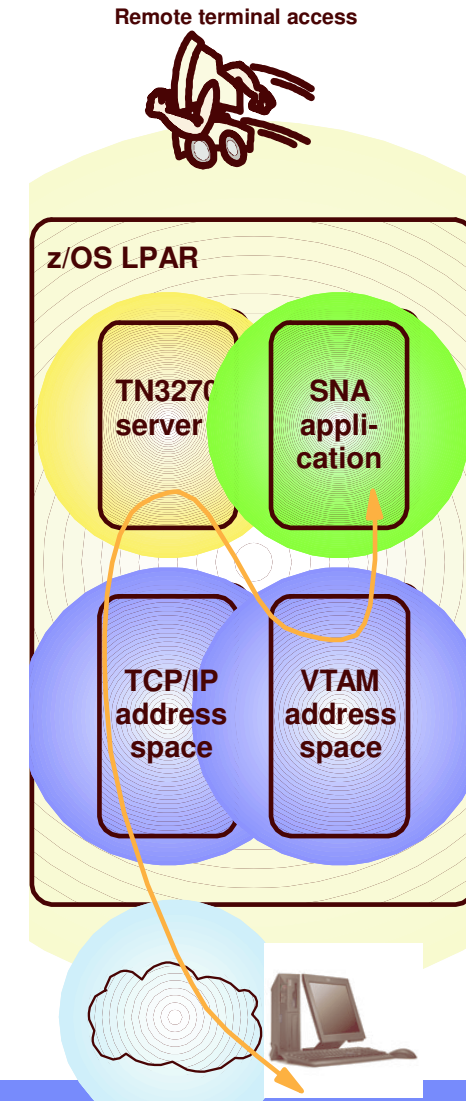 Remote terminal access
z/OS LPAR
TN3270
server
SNA
appli-
cation
TCP/IP
address
space
VTAM
address
space